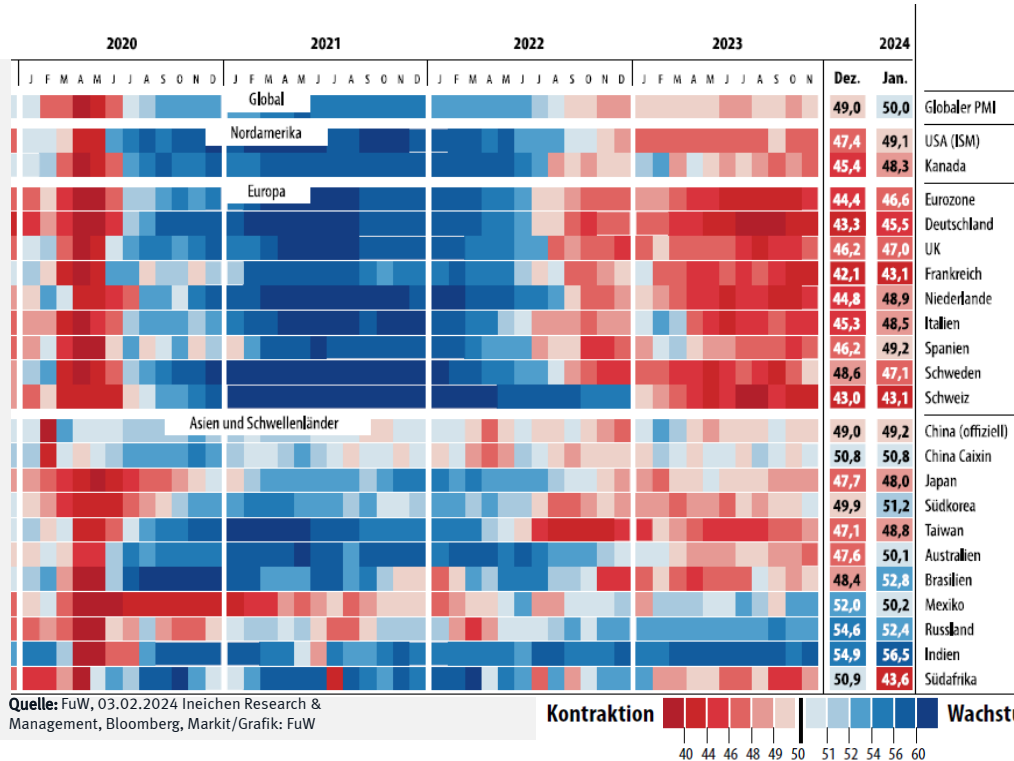 2020 2021 2022 2023 2024
J F M A M J J A S O N D J F M A M J J A S O N D J F M A M J J A S O N D J F M A M J J A S O N Dez. Jan.
Global 49,0 50,0 Globaler PMI
Nordamerika 47,4 49,1 USA (ISM)
45,4 48,3 Kanada
Europa 44,4 46,6 Eurozone
43,3 45,5 Deutschland
46,2 47,0 UK
42,1 43,1 Frankreich
44,8 48,9 Niederlande
45,3 48,5 Italien
46,2 49,2 Spanien
48,6 47,1 Schweden
43,0 43,1 Schweiz
Asien und Schwellenländer 49,0 49,2 China (offiziell)
50,8 50,8 China Caixin
47,7 48,0 Japan
49,9 51,2 Südkorea
47,1 48,8 Taiwan
47,6 50,1 Australien
48,4 52,8 Brasilien
52,0 50,2 Mexiko
54,6 52,4 Russland
54,9 56,5 Indien
50,9 43,6 Südafrika
Quelle: FuW, 03.02.2024 Ineichen Research &
Management, Bloomberg, Markit/Grafik: FuW
Kontraktion Wachstu
40 44 46 48 49 50 51 52 54 56 60